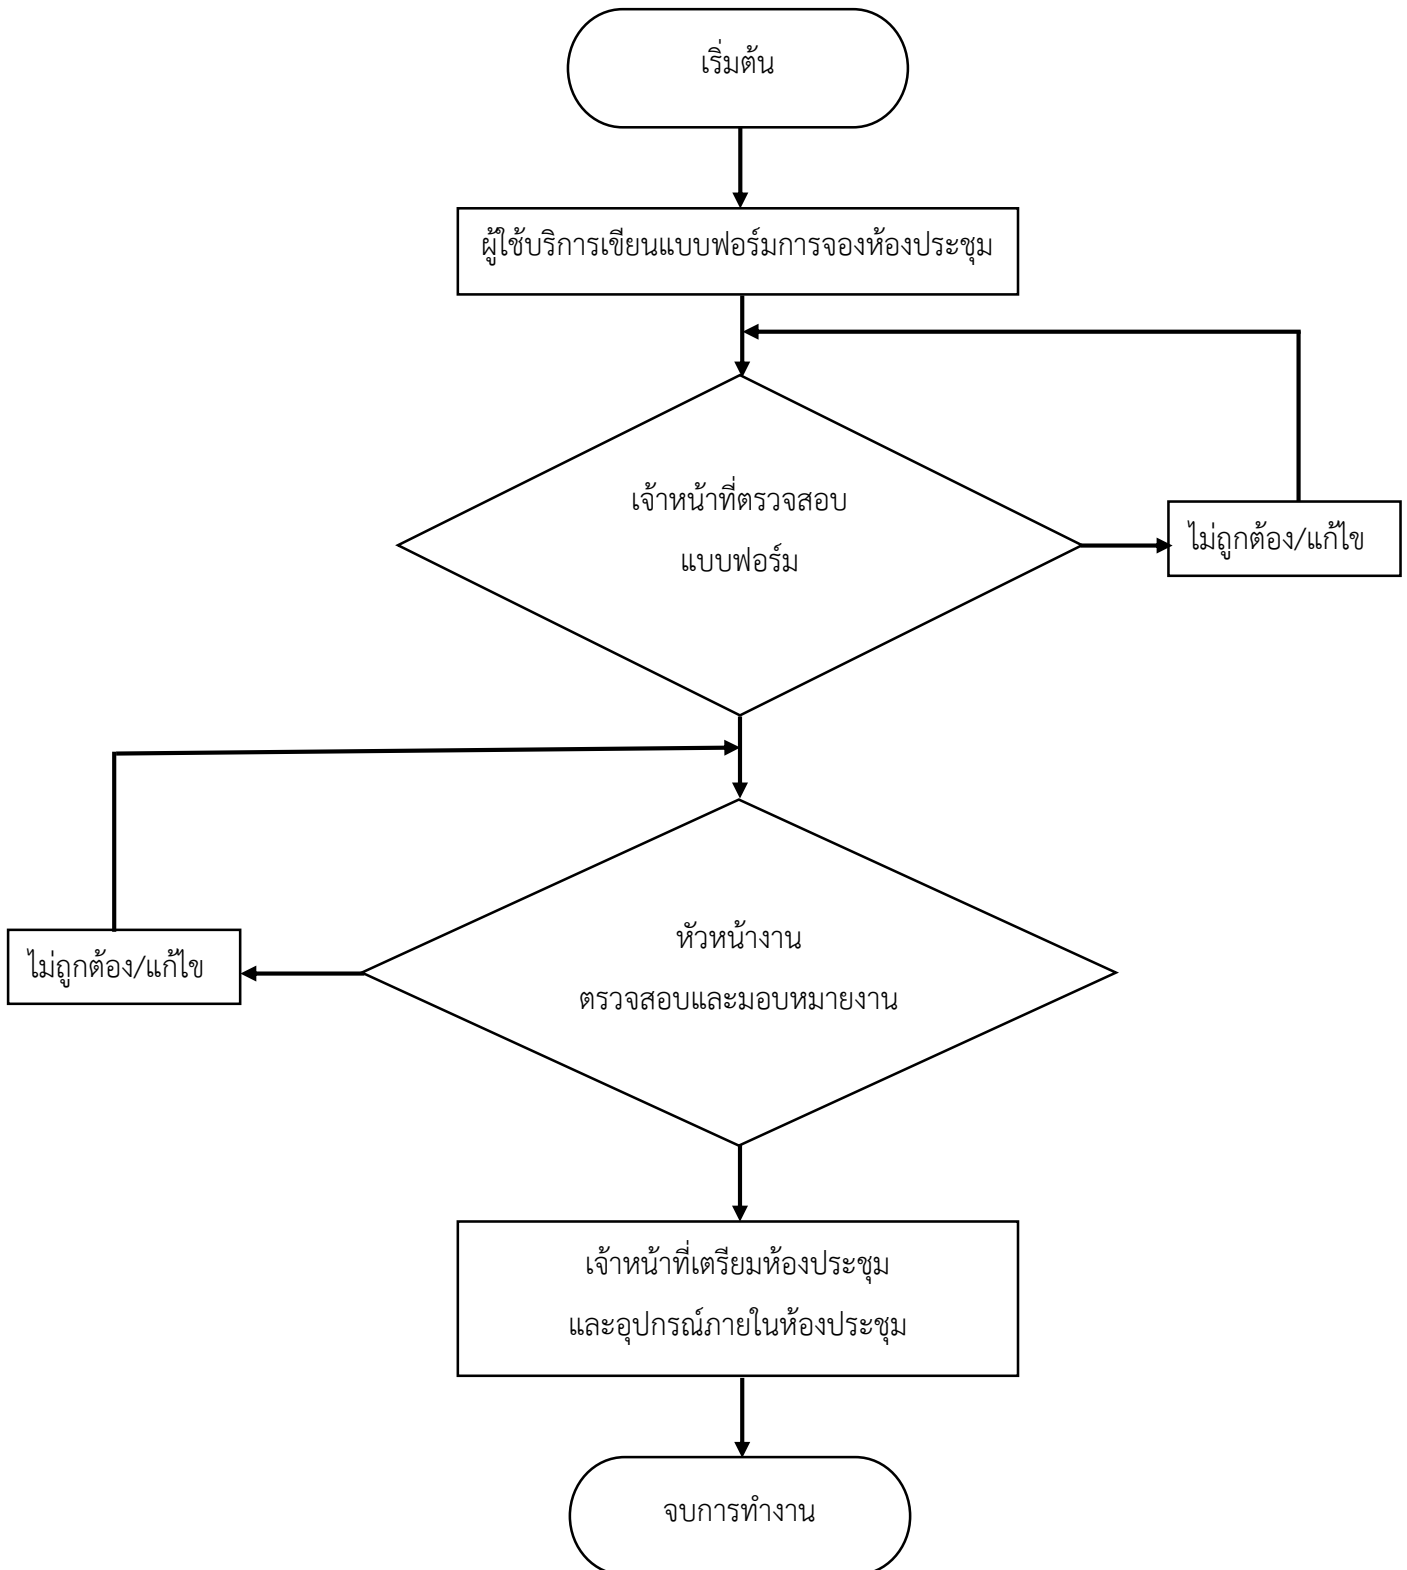 เริ่มต้น
ผู้ใช้บริการเขียนแบบฟอร์มการจองห้องประชุม
เจ้าหน้าที่ตรวจสอบ
แบบฟอร์ม
ไม่ถูกต้อง/แก้ไข
หัวหน้างาน
ตรวจสอบและมอบหมายงาน
ไม่ถูกต้อง/แก้ไข
เจ้าหน้าที่เตรียมห้องประชุม
และอุปกรณ์ภายในห้องประชุม
จบการทำงาน